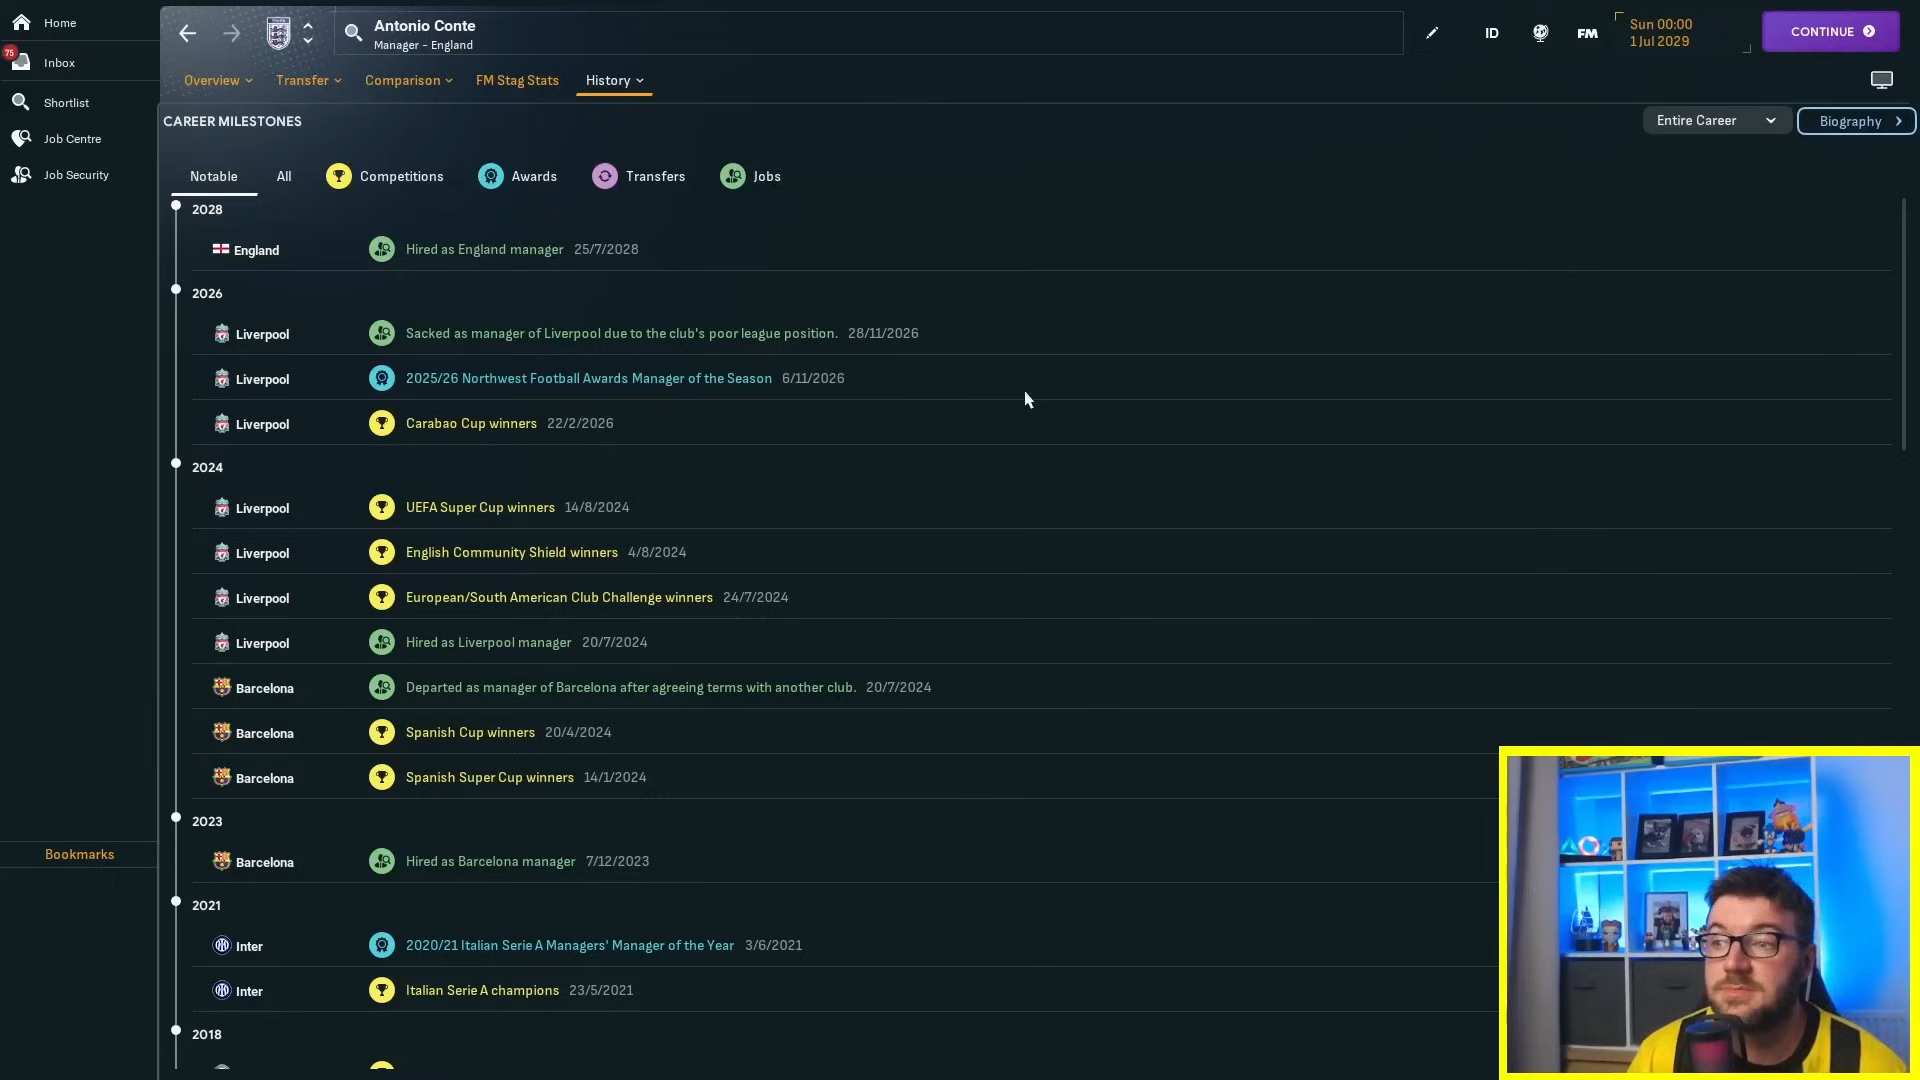 Home
75
Inbox
Shortlist
Job Centre
Job Security
Bookmarks
Antonio Conte
Manager - England
ID
FM
Sun 00:00
1 Jul 2029
CONTINUE
Overview
Transfer
Comparison
FM Stag Stats
History
CAREER MILESTONES
Entire Career
Biography
Notable
All
Competitions
Awards
Transfers
Jobs
2028
England Hired as England manager 25/7/2028
2026
Liverpool Sacked as manager of Liverpool due to the club's poor league position. 28/11/2026
Liverpool 2025/26 Northwest Football Awards Manager of the Season 6/11/2026
Liverpool Carabao Cup winners 22/2/2026
2024
Liverpool UEFA Super Cup winners 14/8/2024
Liverpool English Community Shield winners 4/8/2024
Liverpool European/South American Club Challenge winners 24/7/2024
Liverpool Hired as Liverpool manager 20/7/2024
Barcelona Departed as manager of Barcelona after agreeing terms with another club. 20/7/2024
Barcelona Spanish Cup winners 20/4/2024
Barcelona Spanish Super Cup winners 14/1/2024
2023
Barcelona Hired as Barcelona manager 7/12/2023
2021
Inter 2020/21 Italian Serie A Managers' Manager of the Year 3/6/2021
Inter Italian Serie A champions 23/5/2021
2018